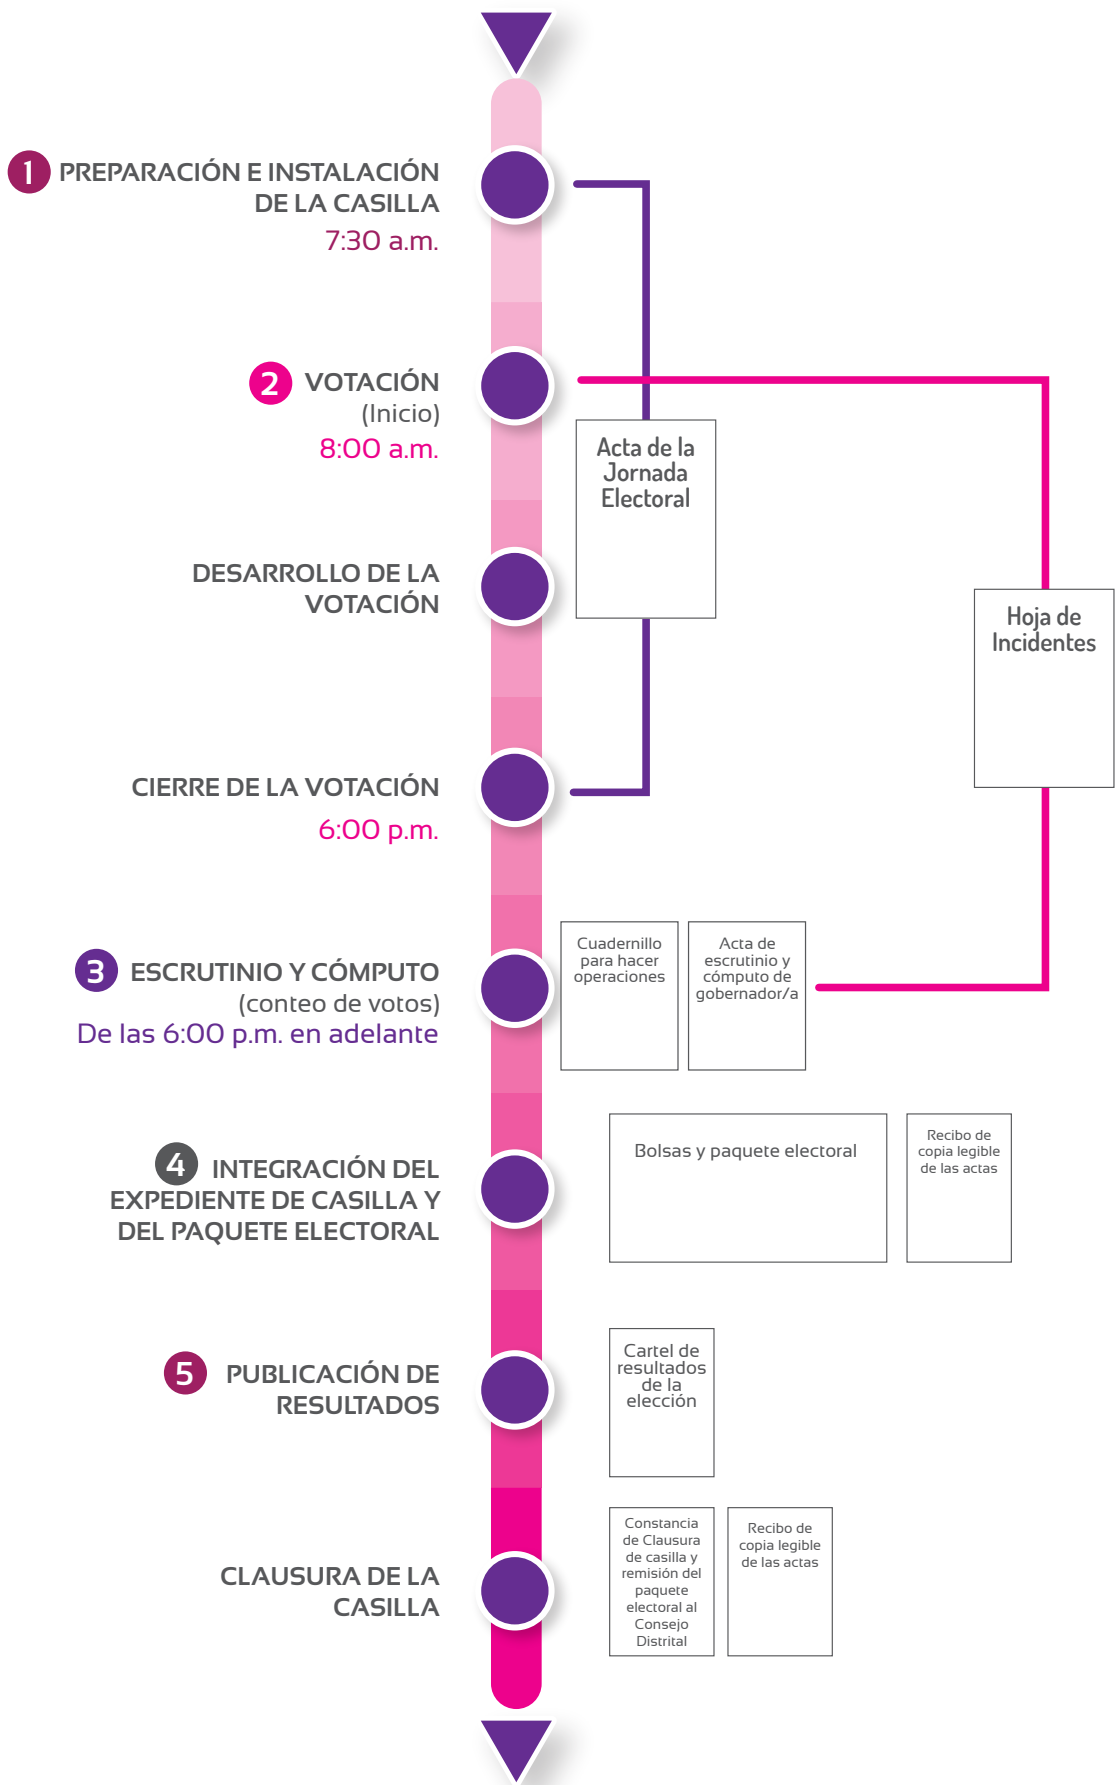 1 PREPARACIÓN E INSTALACIÓN
DE LA CASILLA
7:30 a.m.
2 VOTACIÓN
(Inicio)
8:00 a.m.
Acta de la
Jornada
Electoral
DESARROLLO DE LA
VOTACIÓN
Hoja de
Incidentes
CIERRE DE LA VOTACIÓN
6:00 p.m.
3 ESCRUTINIO Y CÓMPUTO
(conteo de votos)
De las 6:00 p.m. en adelante
Cuadernillo
para hacer
operaciones
Acta de
escrutinio y
cómputo de
gobernador/a
4 INTEGRACIÓN DEL
EXPEDIENTE DE CASILLA Y
DEL PAQUETE ELECTORAL
Bolsas y paquete electoral
Recibo de
copia legible
de las actas
5 PUBLICACIÓN DE
RESULTADOS
Cartel de
resultados
de la
elección
CLAUSURA DE LA
CASILLA
Constancia
de Clausura
de casilla y
remisión del
paquete
electoral al
Consejo
Distrital
Recibo de
copia legible
de las actas